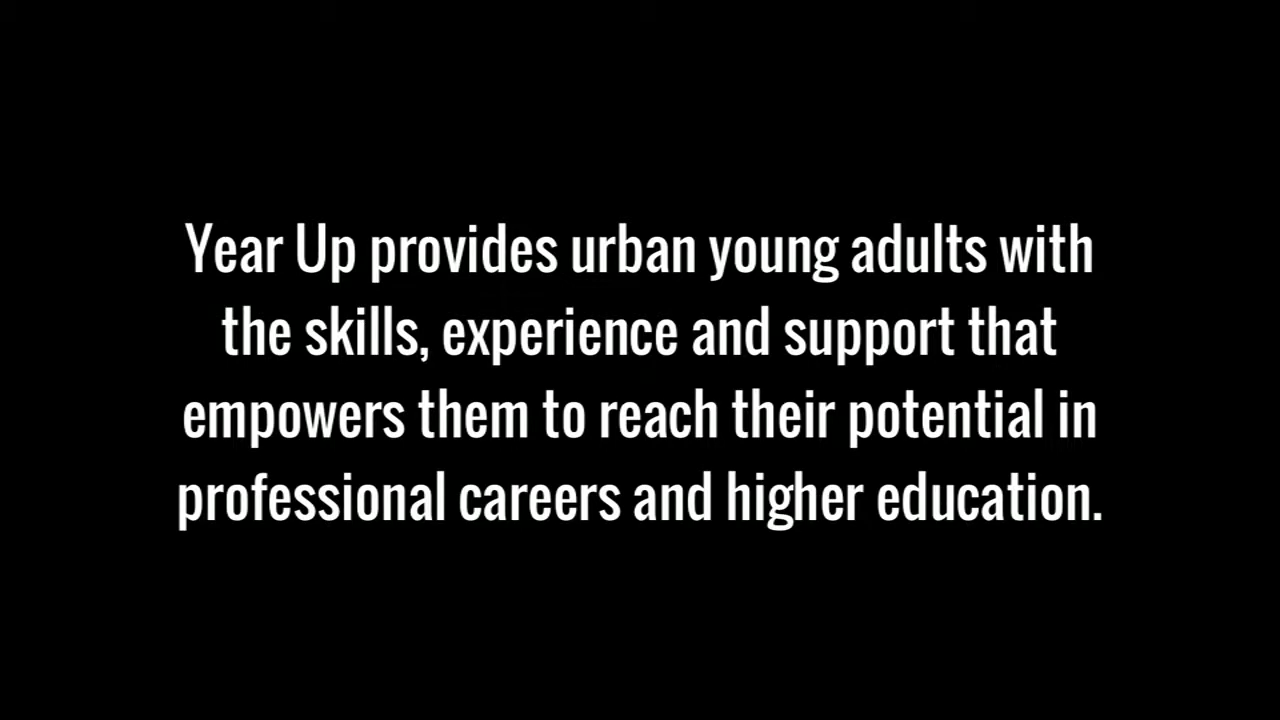 Year Up provides urban young adults with
the skills, experience and support that
empowers them to reach their potential in
professional careers and higher education.